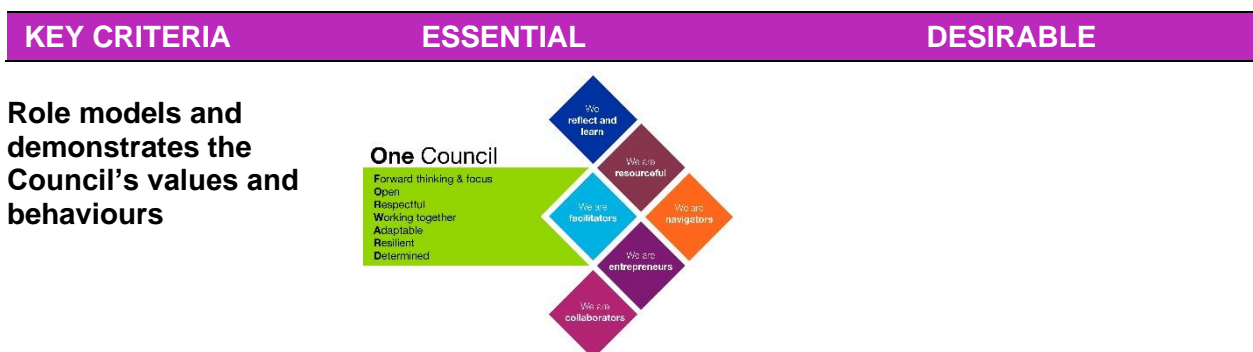 KEY CRITERIA ESSENTIAL DESIRABLE
Role models and
demonstrates the
Council’s values and
behaviours
One Council
Forward thinking & focus
Open
Respectful
Working together
Adaptable
Resilient
Determined
We
reflect and
learn
We are
resourceful
We are
facilitators
We are
navigators
We are
entrepreneurs
We are
collaborators